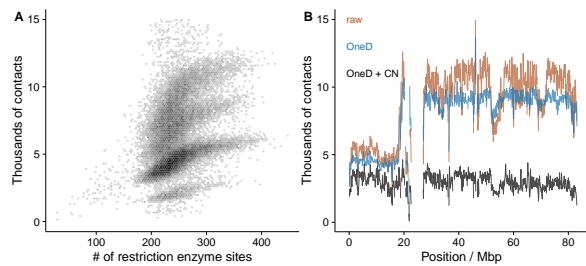 A
15
10
5
0
Thousands of contacts
100 200 300 400
# of restriction enzyme sites
B
raw
OneD
OneD + CN
15
10
5
0
Thousands of contacts
0 20 40 60 80
Position / Mbp